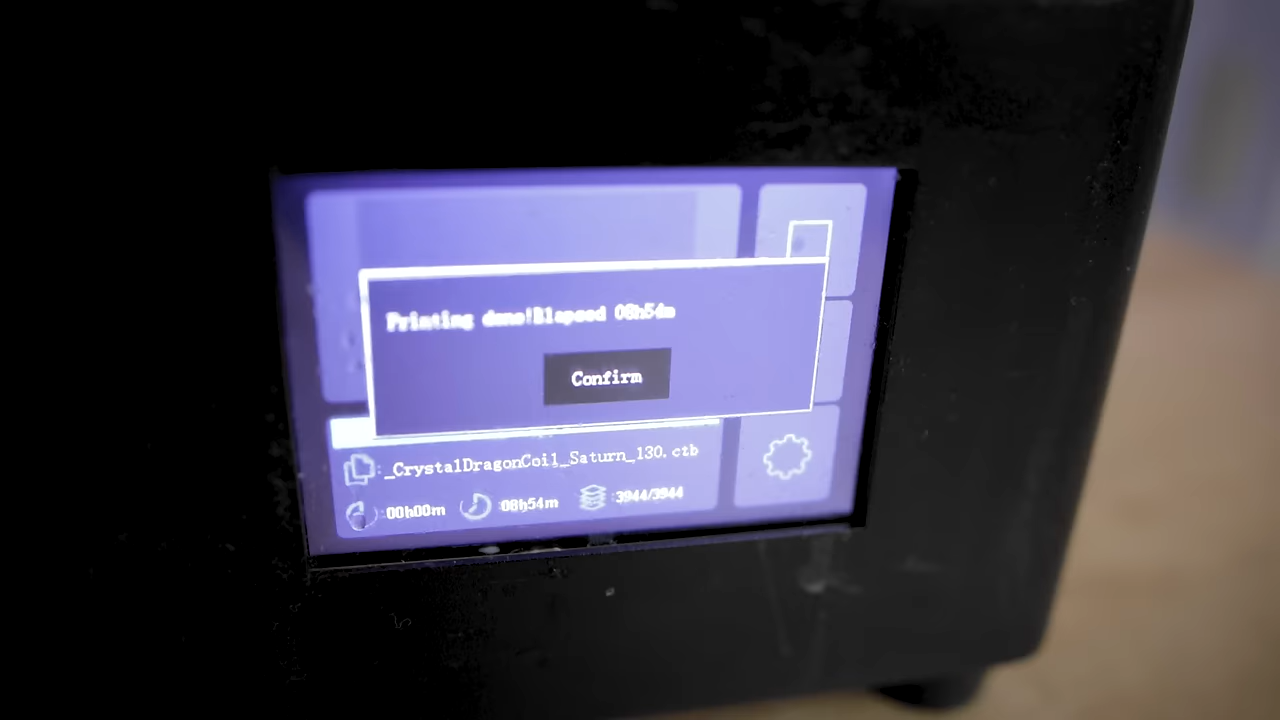 Printing done!Elapsed 08h54m
Confirm
:_CrystalDragonCoil_Saturn_130.ctb
:00h00m :08h54m :3944/3944